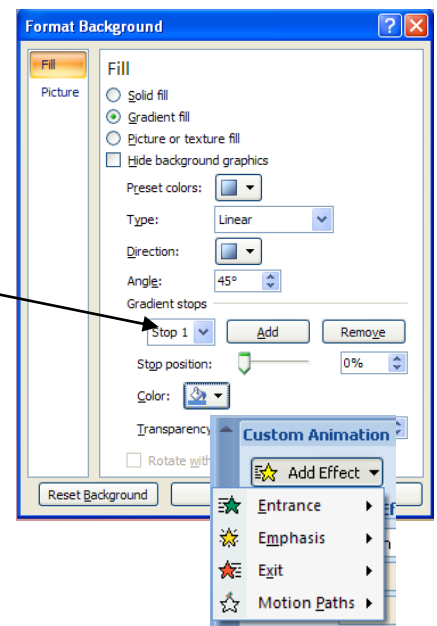 Format Background
Fill
Picture
Fill
Solid fill
Gradient fill
Picture or texture fill
Hide background graphics
Preset colors:
Type: Linear
Direction:
Angle: 45°
Gradient stops
Stop 1 Add Remove
Stop position: 0%
Color:
Transparency
Rotate with
Reset Background
Custom Animation
Add Effect
Entrance
Emphasis
Exit
Motion Paths